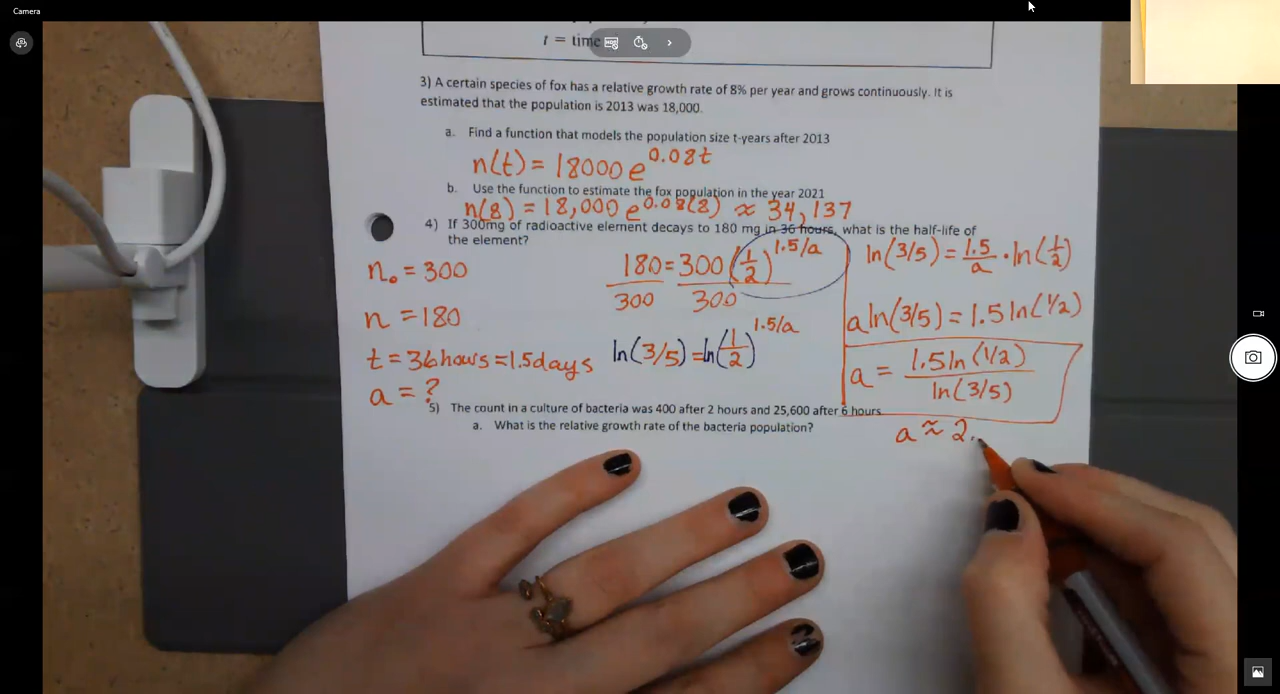 Camera
t = time
3) A certain species of fox has a relative growth rate of 8% per year and grows continuously. It is
estimated that the population is 2013 was 18,000.
a. Find a function that models the population size t-years after 2013
n(t) = 18000 e^0.08t
b. Use the function to estimate the fox population in the year 2021
n(8) = 18,000 e^0.08(8) ≈ 34,137
4) If 300mg of radioactive element decays to 180 mg in 36 hours, what is the half-life of
the element?
n₀ = 300
n = 180
t = 36 hours = 1.5 days
a = ?
180 = 300 (1/2)^1.5/a
300 300
ln(3/5) = ln(1/2)^1.5/a
ln(3/5) = 1.5/a · ln(1/2)
a ln(3/5) = 1.5 ln(1/2)
a = 1.5 ln(1/2) / ln(3/5)
a ≈ 2.
5) The count in a culture of bacteria was 400 after 2 hours and 25,600 after 6 hours
a. What is the relative growth rate of the bacteria population?